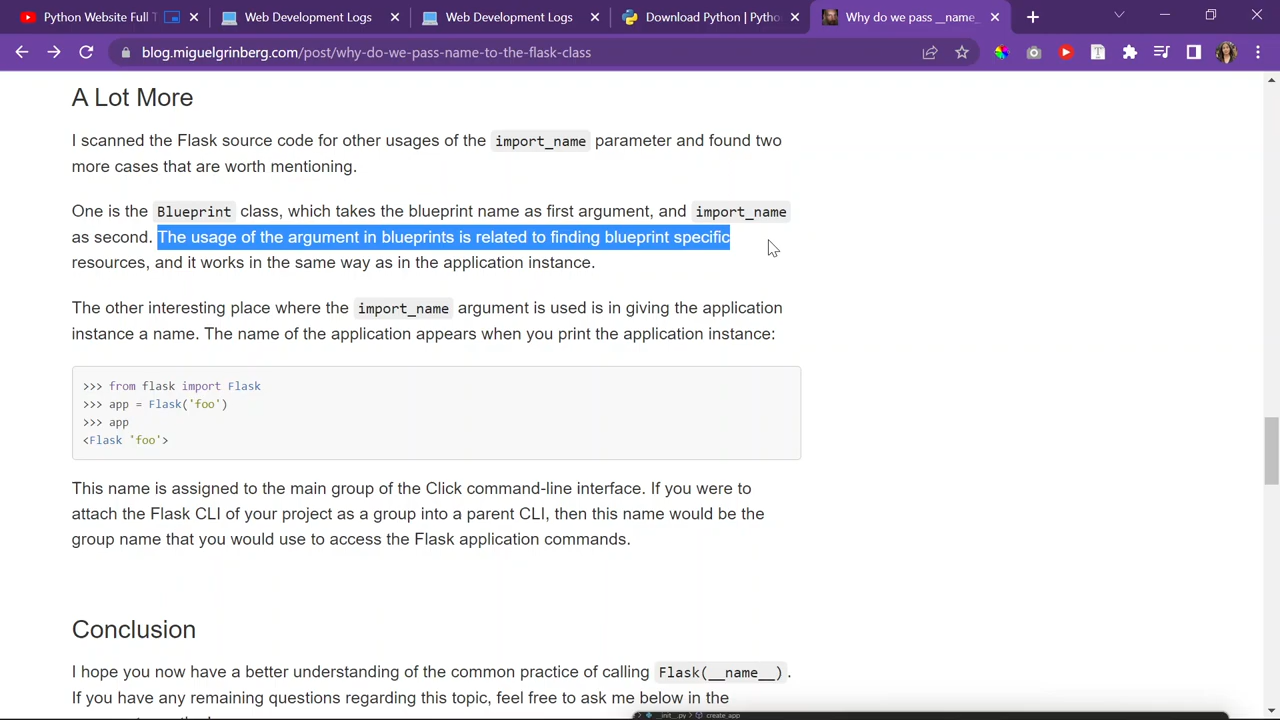 Python Website Full T
Web Development Logs
Web Development Logs
Download Python | Pytho
Why do we pass __name_
blog.miguelgrinberg.com/post/why-do-we-pass-name-to-the-flask-class
A Lot More
I scanned the Flask source code for other usages of the import_name parameter and found two
more cases that are worth mentioning.
One is the Blueprint class, which takes the blueprint name as first argument, and import_name
as second. The usage of the argument in blueprints is related to finding blueprint specific
resources, and it works in the same way as in the application instance.
The other interesting place where the import_name argument is used is in giving the application
instance a name. The name of the application appears when you print the application instance:
>>> from flask import Flask
>>> app = Flask('foo')
>>> app
<Flask 'foo'>
This name is assigned to the main group of the Click command-line interface. If you were to
attach the Flask CLI of your project as a group into a parent CLI, then this name would be the
group name that you would use to access the Flask application commands.
Conclusion
I hope you now have a better understanding of the common practice of calling Flask(__name__).
If you have any remaining questions regarding this topic, feel free to ask me below in the
__init__.py > create_app